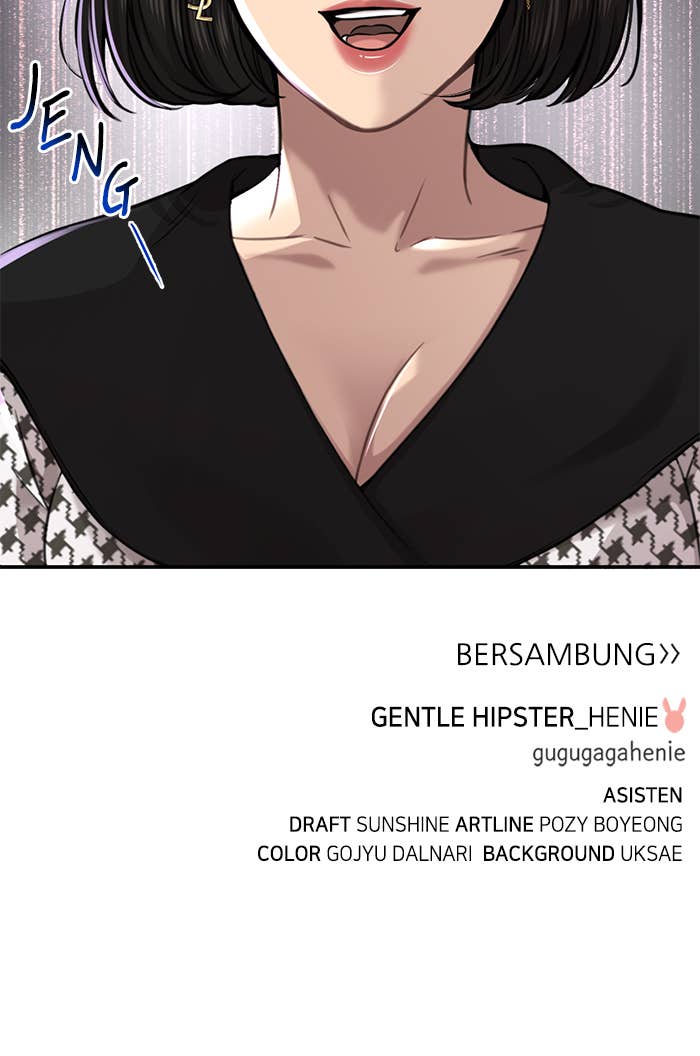 JENG
BERSAMBUNG»
GENTLE HIPSTER_HENIE
gugugagahenie
ASISTEN
DRAFT SUNSHINE ARTLINE POZY BOYEONG
COLOR GOJYU DALNARI BACKGROUND UKSAE